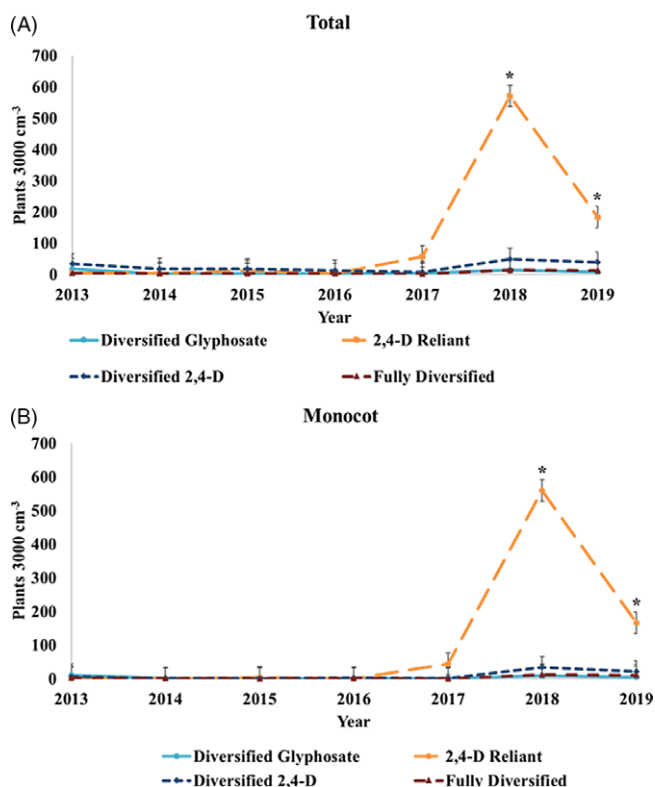 (A)
Total
700
600
500
400
300
200
100
0
Plants 3000 cm⁻³
*
*
2013 2014 2015 2016 2017 2018 2019
Year
Diversified Glyphosate 2,4-D Reliant
Diversified 2,4-D Fully Diversified
(B)
Monocot
700
600
500
400
300
200
100
0
Plants 3000 cm⁻³
*
*
2013 2014 2015 2016 2017 2018 2019
Year
Diversified Glyphosate 2,4-D Reliant
Diversified 2,4-D Fully Diversified